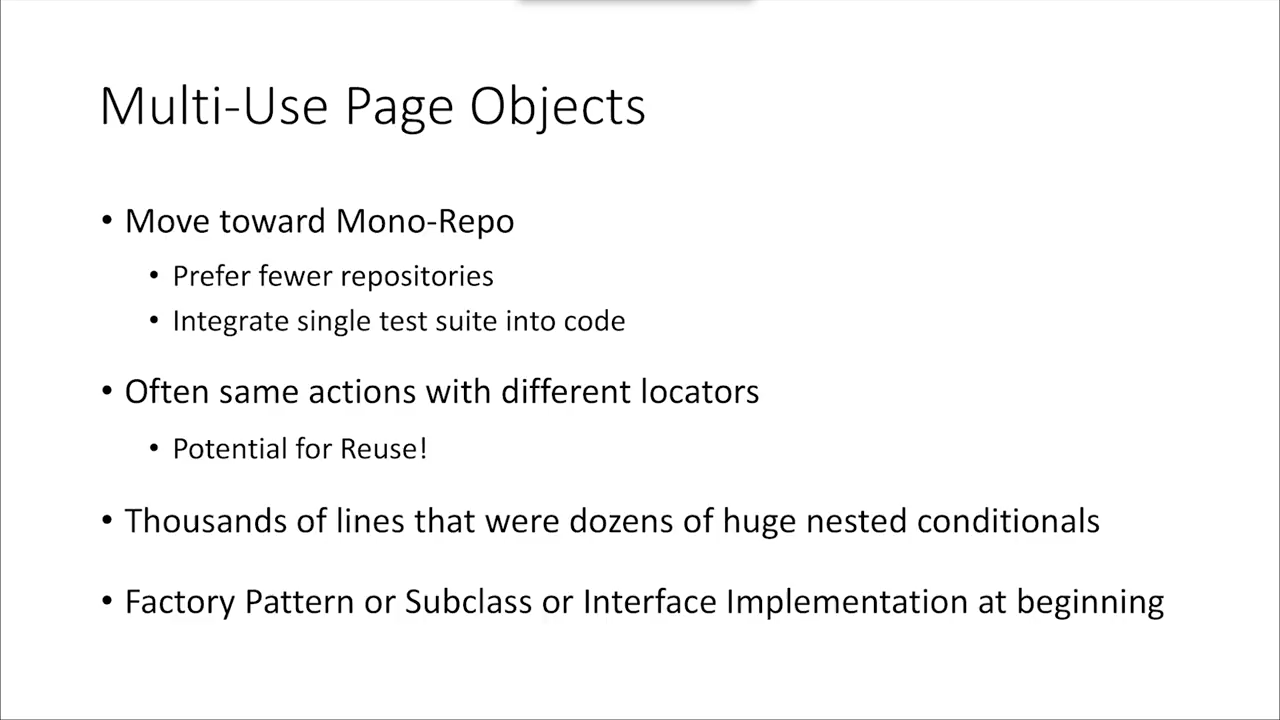 Multi-Use Page Objects
• Move toward Mono-Repo
• Prefer fewer repositories
• Integrate single test suite into code
• Often same actions with different locators
• Potential for Reuse!
• Thousands of lines that were dozens of huge nested conditionals
• Factory Pattern or Subclass or Interface Implementation at beginning